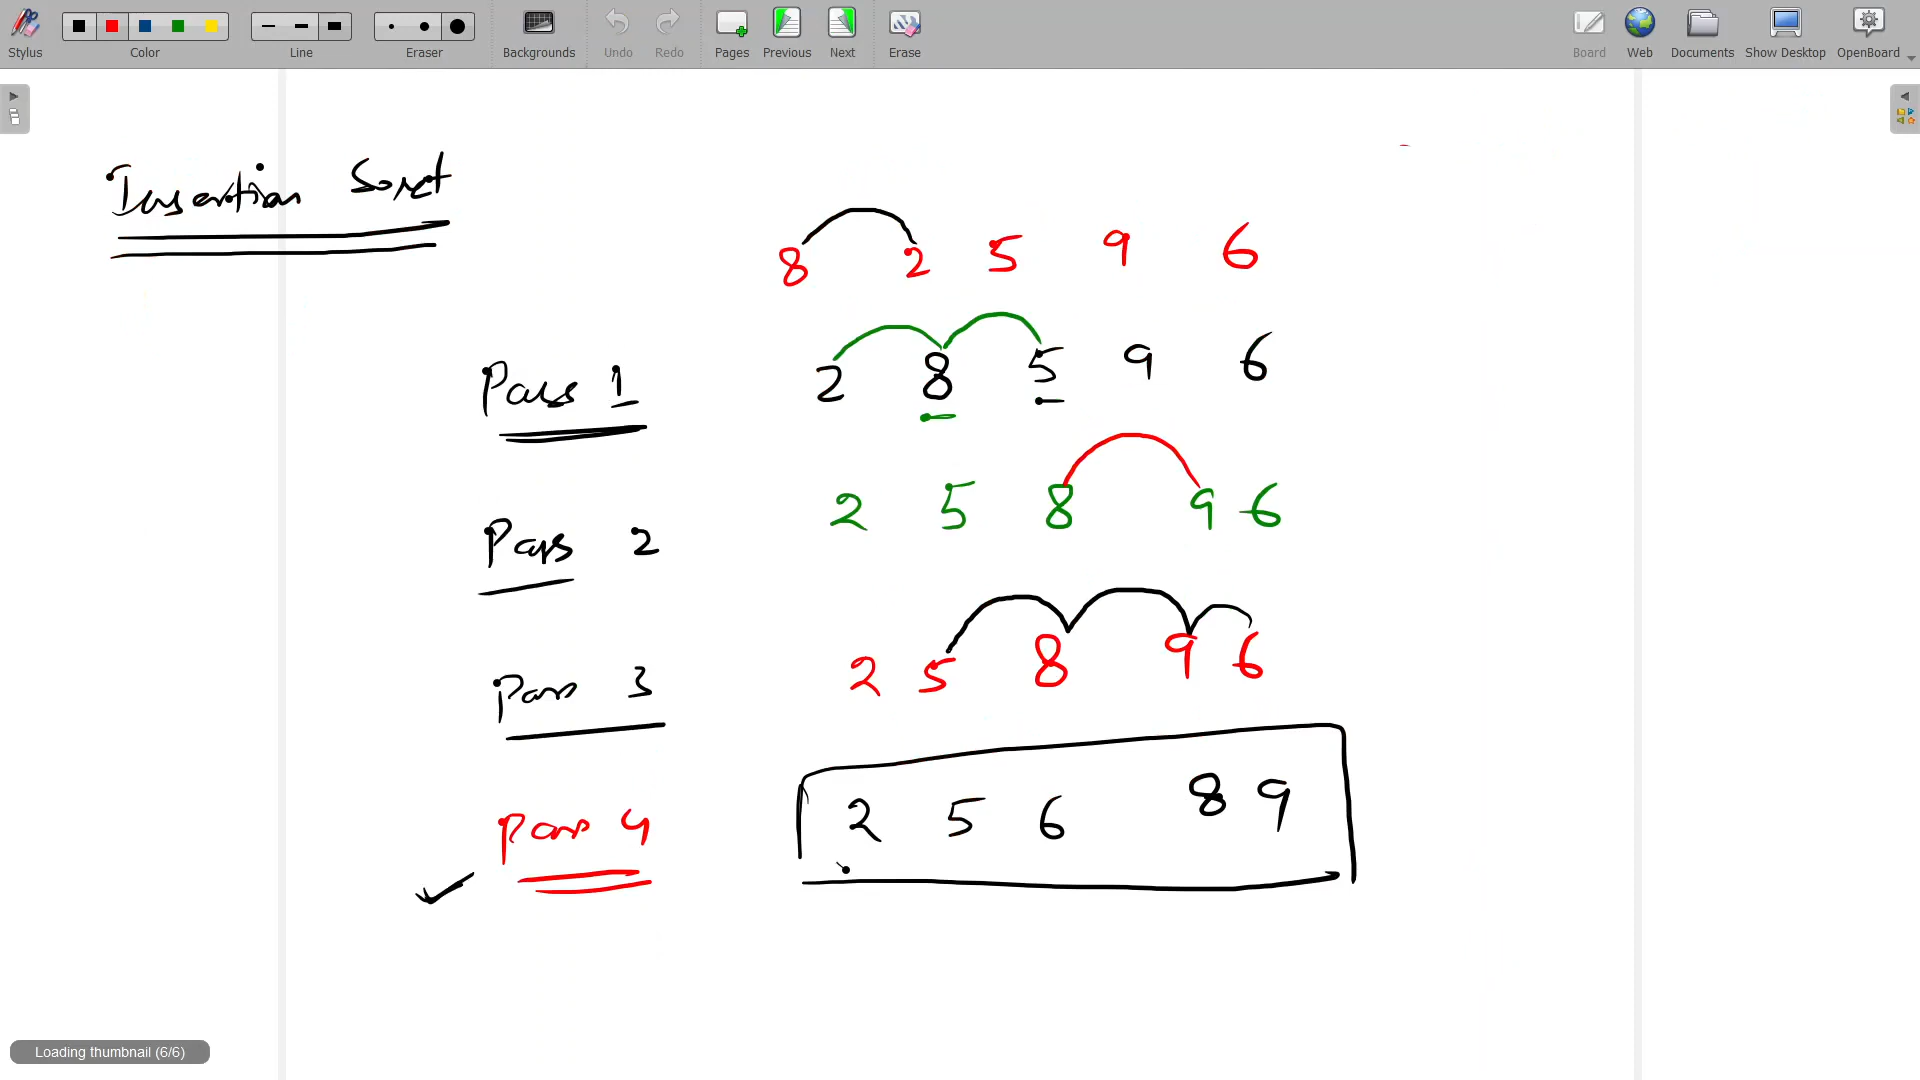 Stylus Color Line Eraser Backgrounds Undo Redo Pages Previous Next Erase Board Web Documents Show Desktop OpenBoard
Insertion Sort
8 2 5 9 6
Pass 1 2 8 5 9 6
Pass 2 2 5 8 9 6
Pass 3 2 5 8 9 6
Pass 4 2 5 6 8 9
Loading thumbnail (6/6)